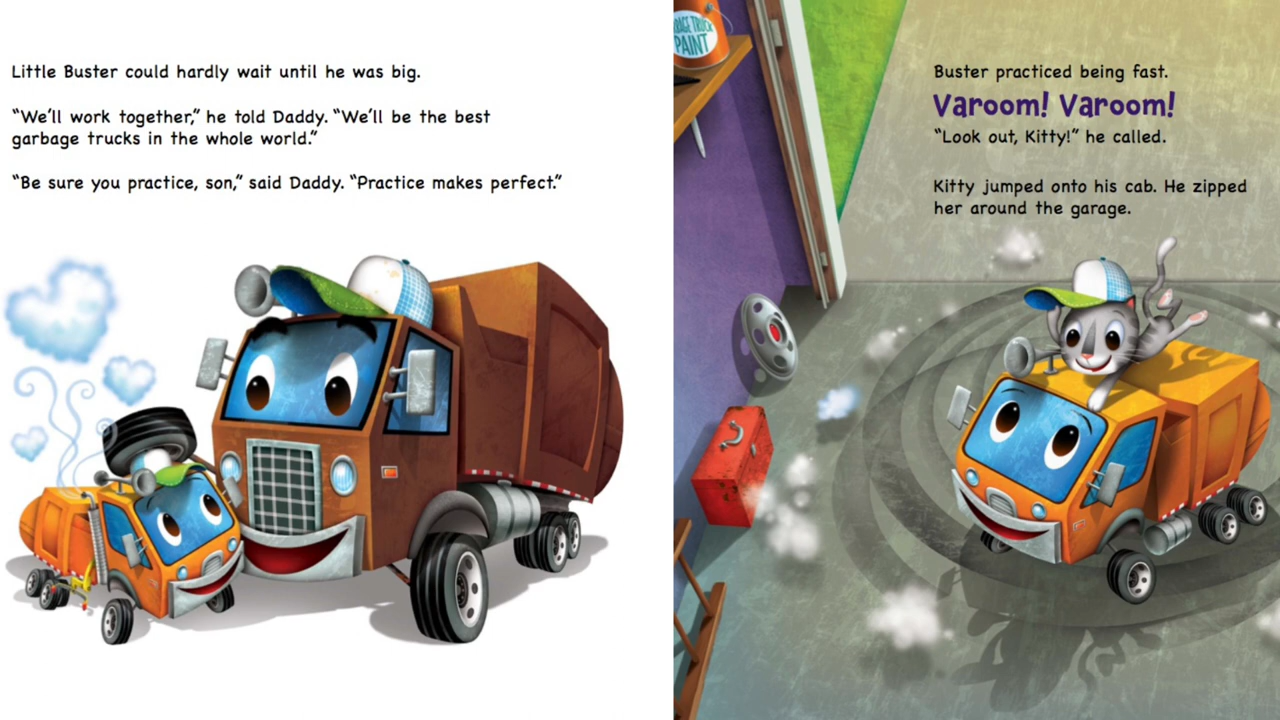 Little Buster could hardly wait until he was big.
“We’ll work together,” he told Daddy. “We’ll be the best
garbage trucks in the whole world.”
“Be sure you practice, son,” said Daddy. “Practice makes perfect.”
TRUCK
PAINT
Buster practiced being fast.
Varoom! Varoom!
“Look out, Kitty!” he called.
Kitty jumped onto his cab. He zipped
her around the garage.